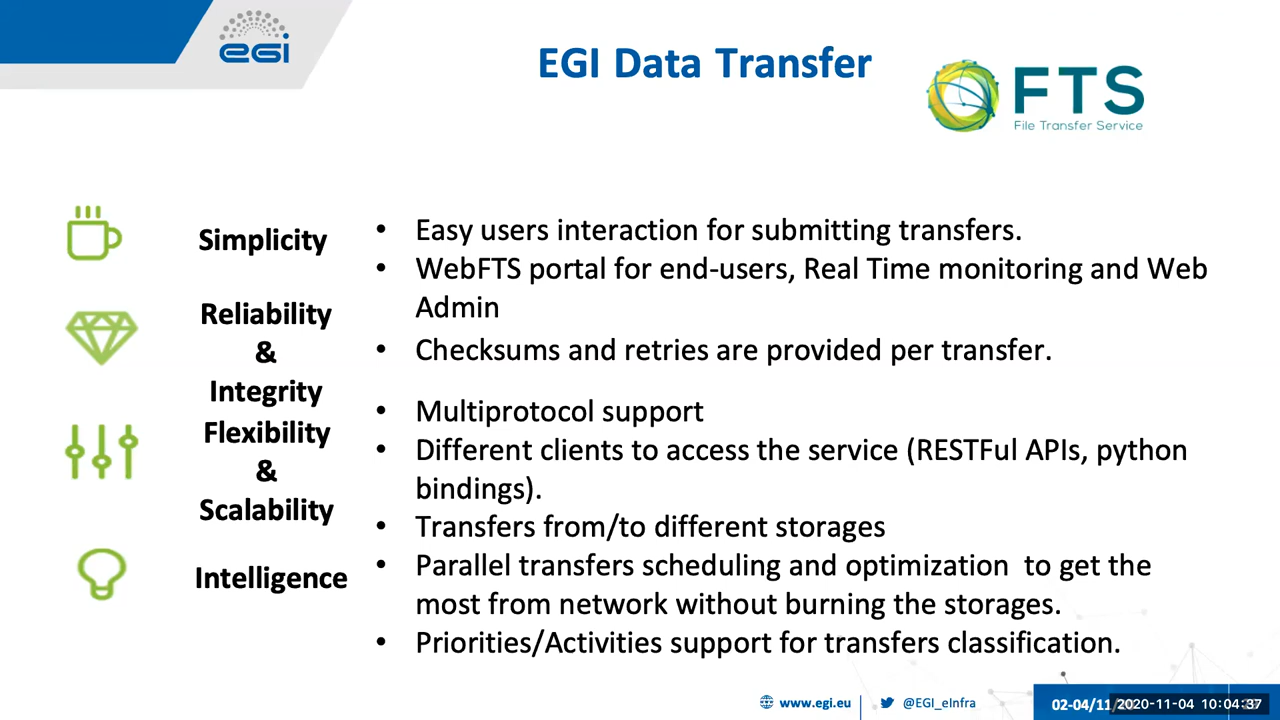 egi
EGI Data Transfer
FTS
File Transfer Service
Simplicity
• Easy users interaction for submitting transfers.
• WebFTS portal for end-users, Real Time monitoring and Web
Admin
Reliability
&
Integrity
• Checksums and retries are provided per transfer.
Flexibility
&
Scalability
• Multiprotocol support
• Different clients to access the service (RESTFul APIs, python
bindings).
• Transfers from/to different storages
Intelligence
• Parallel transfers scheduling and optimization  to get the
most from network without burning the storages.
• Priorities/Activities support for transfers classification.
www.egi.eu
@EGI_eInfra
02-04/11/
2020-11-04 10:04:37